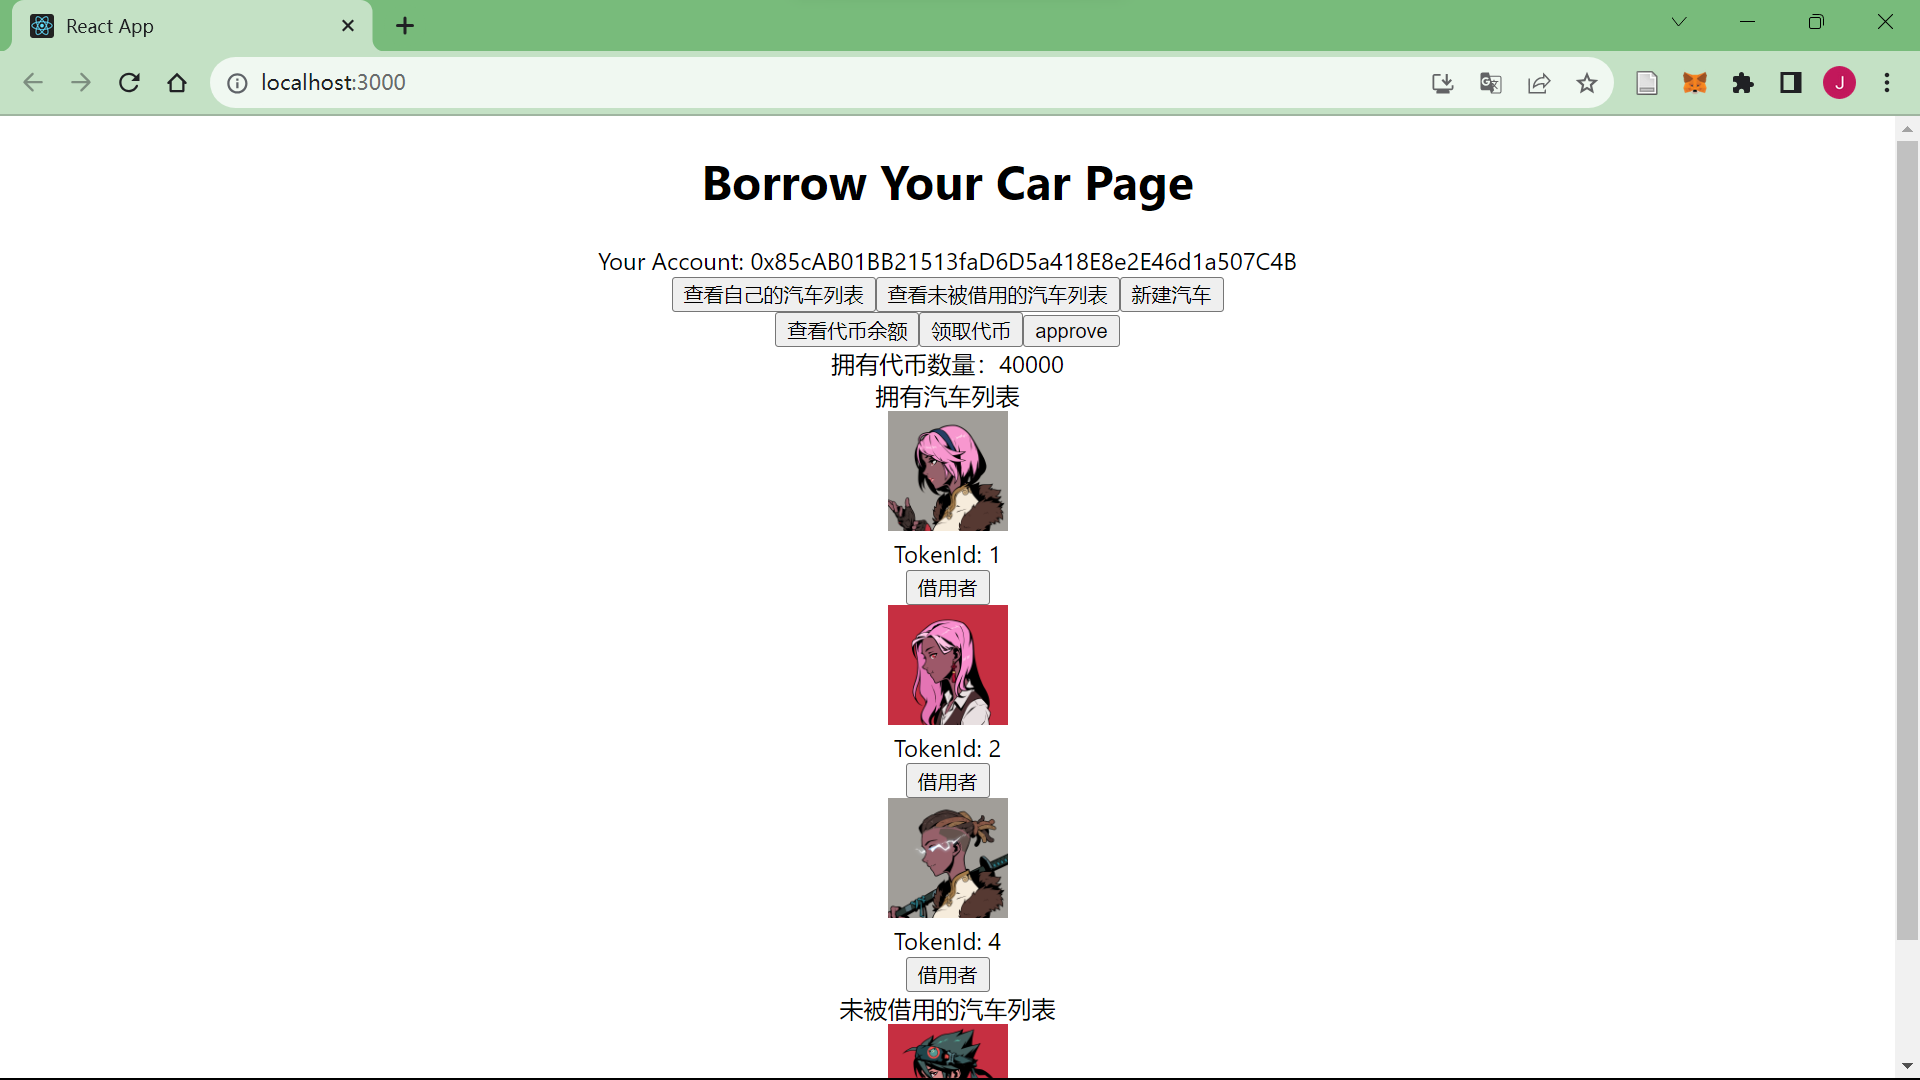 React App
localhost:3000
J
Borrow Your Car Page
Your Account: 0x85cAB01BB21513faD6D5a418E8e2E46d1a507C4B
查看自己的汽车列表 查看未被借用的汽车列表 新建汽车
查看代币余额 领取代币 approve
拥有代币数量：40000
拥有汽车列表
TokenId: 1
借用者
TokenId: 2
借用者
TokenId: 4
借用者
未被借用的汽车列表